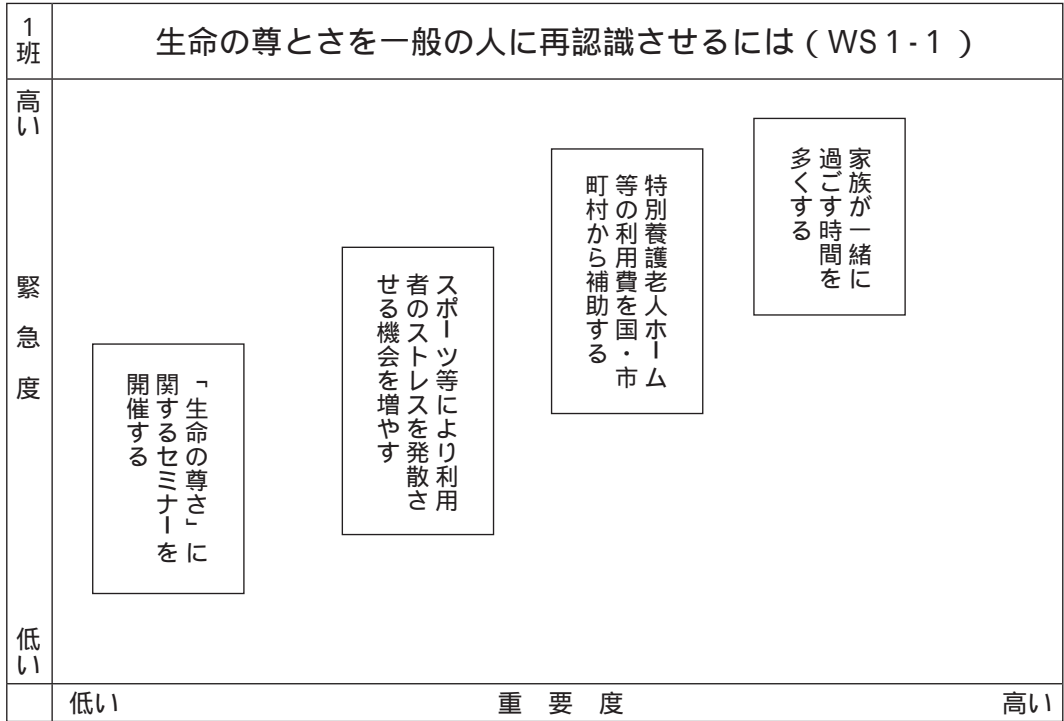 1班
生命の尊とさを一般の人に再認識させるには（WS1-1）
高い
緊急度
低い
家族が一緒に
過ごす時間を
多くする
特別養護老人ホーム
等の利用費を国・市
町村から補助する
スポーツ等により利用
者のストレスを発散さ
せる機会を増やす
「生命の尊さ」に
関するセミナーを
開催する
低い
重要度
高い